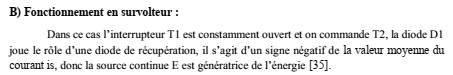 B) Fonctionnement en survolteur :
Dans ce cas l'interrupteur T1 est constamment ouvert et on commande T2, la diode D1
joue le rôle d'une diode de récupération, il s'agit d'un signe négatif de la valeur moyenne du
courant is, donc la source continue E est génératrice de l'énergie [35].